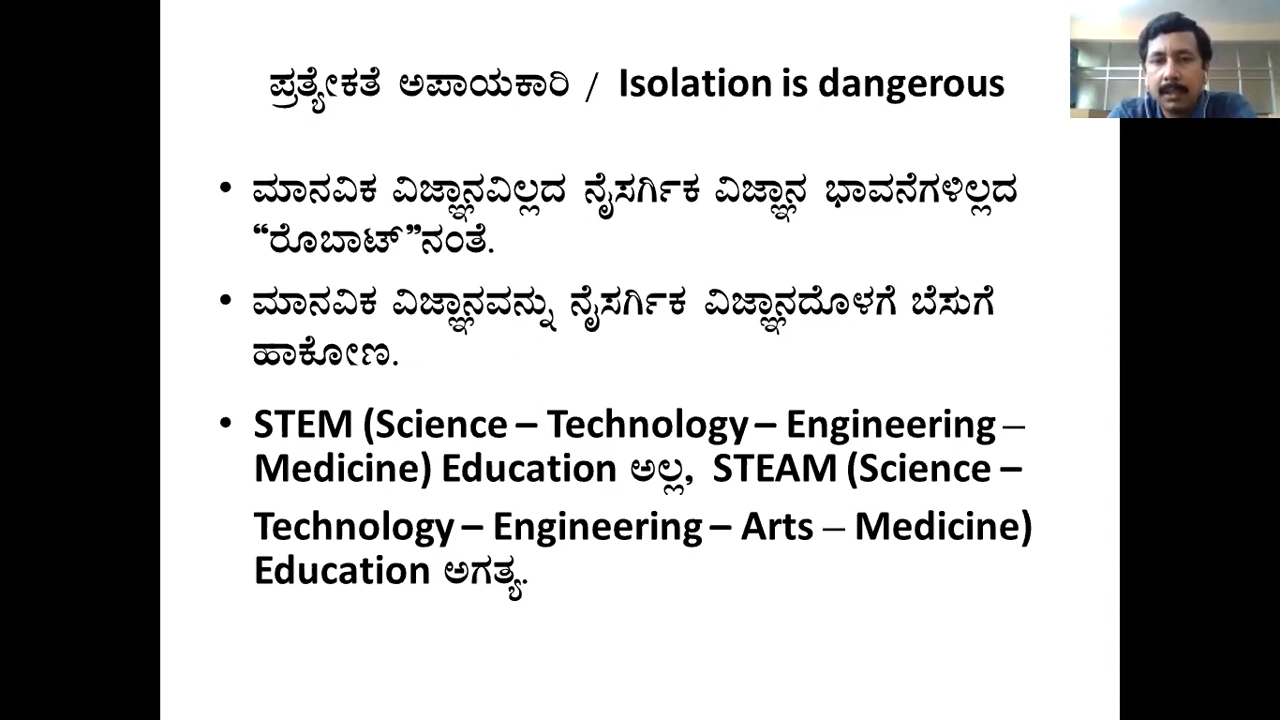 ಪ್ರತ್ಯೇಕತೆ ಅಪಾಯಕಾರಿ / Isolation is dangerous
• ಮಾನವಿಕ ವಿಜ್ಞಾನವಿಲ್ಲದ ನೈಸರ್ಗಿಕ ವಿಜ್ಞಾನ ಭಾವನೆಗಳಿಲ್ಲದ
“ರೊಬಾಟ್”ನಂತೆ.
• ಮಾನವಿಕ ವಿಜ್ಞಾನವನ್ನು ನೈಸರ್ಗಿಕ ವಿಜ್ಞಾನದೊಳಗೆ ಬೆಸುಗೆ
ಹಾಕೋಣ.
• STEM (Science – Technology – Engineering –
Medicine) Education ಅಲ್ಲ, STEAM (Science –
Technology – Engineering – Arts – Medicine)
Education ಅಗತ್ಯ.